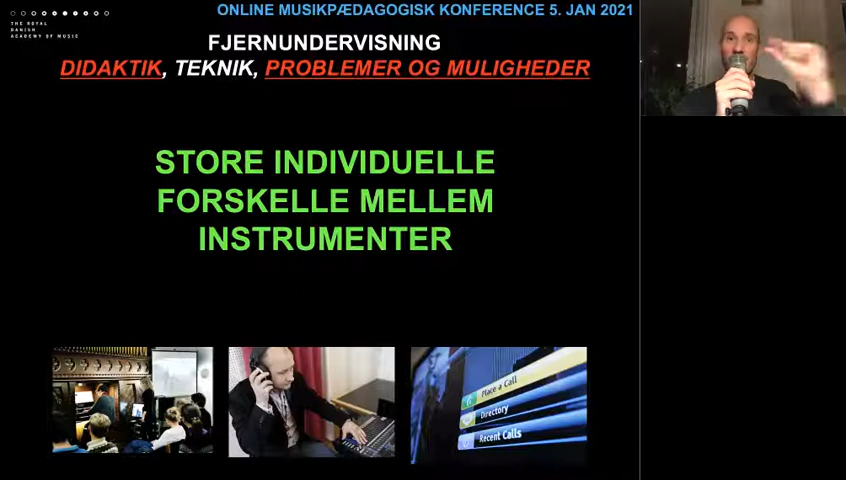 THE ROYAL
DANISH
ACADEMY OF MUSIC
ONLINE MUSIKPÆDAGOGISK KONFERENCE 5. JAN 2021
FJERNUNDERVISNING
DIDAKTIK, TEKNIK, PROBLEMER OG MULIGHEDER
STORE INDIVIDUELLE
FORSKELLE MELLEM
INSTRUMENTER
Place a Call
Directory
Recent Calls